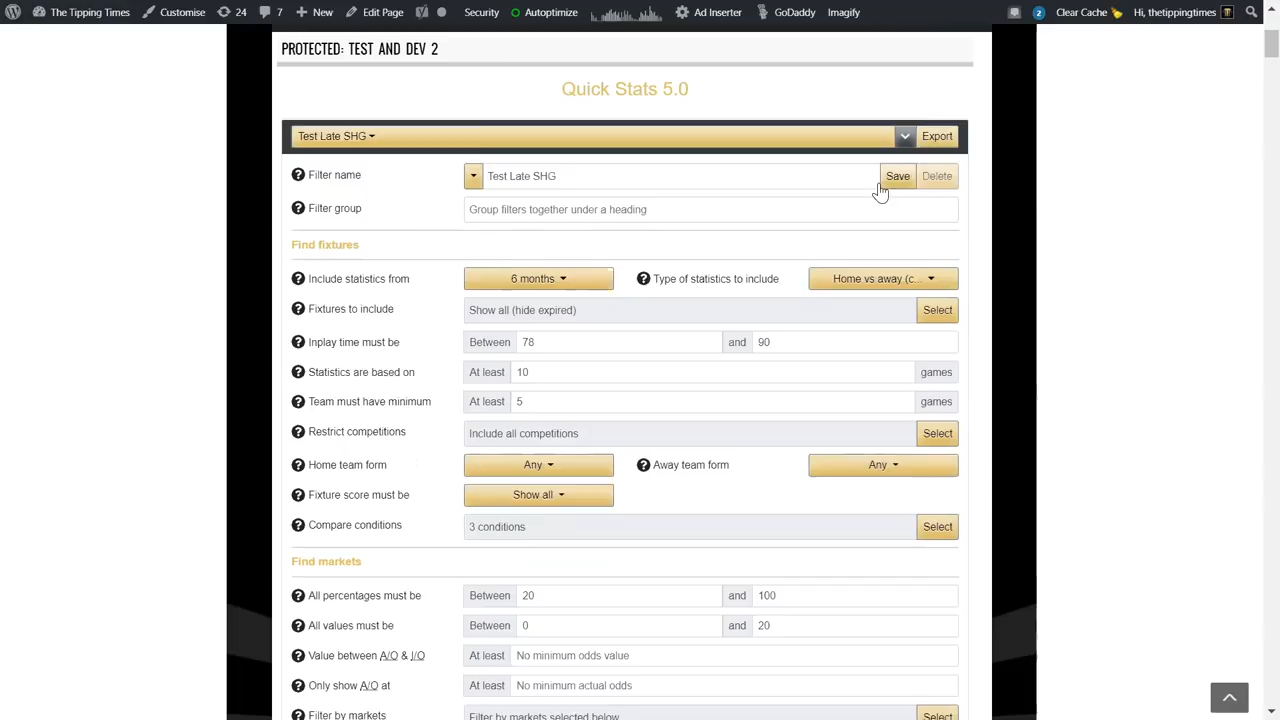 The Tipping Times Customise 24 7 New Edit Page Security Auto Adsense Debloaty Imagify 2 Clear Cache Hi, thetippingtimes
PROTECTED: TEST AND DEV 2
Quick Stats 5.0
Test Late SHG Export
Filter name Test Late SHG Save Delete
Filter group Group filters together under a heading
Find fixtures
Include statistics from 6 months Type of statistics to include Home vs away (c...
Fixtures to include Show all (hide expired) Select
Inplay time must be Between 78 and 90
Statistics are based on At least 10 games
Team must have minimum At least 5 games
Restrict competitions Include all competitions Select
Home team form Any Away team form Any
Fixture score must be Show all
Compare conditions 3 conditions Select
Find markets
All percentages must be Between 20 and 100
All values must be Between 0 and 20
Value between A/O & I/O At least No minimum odds value
Only show A/O at At least No minimum actual odds
Filter by markets Filter by markets selected below Select